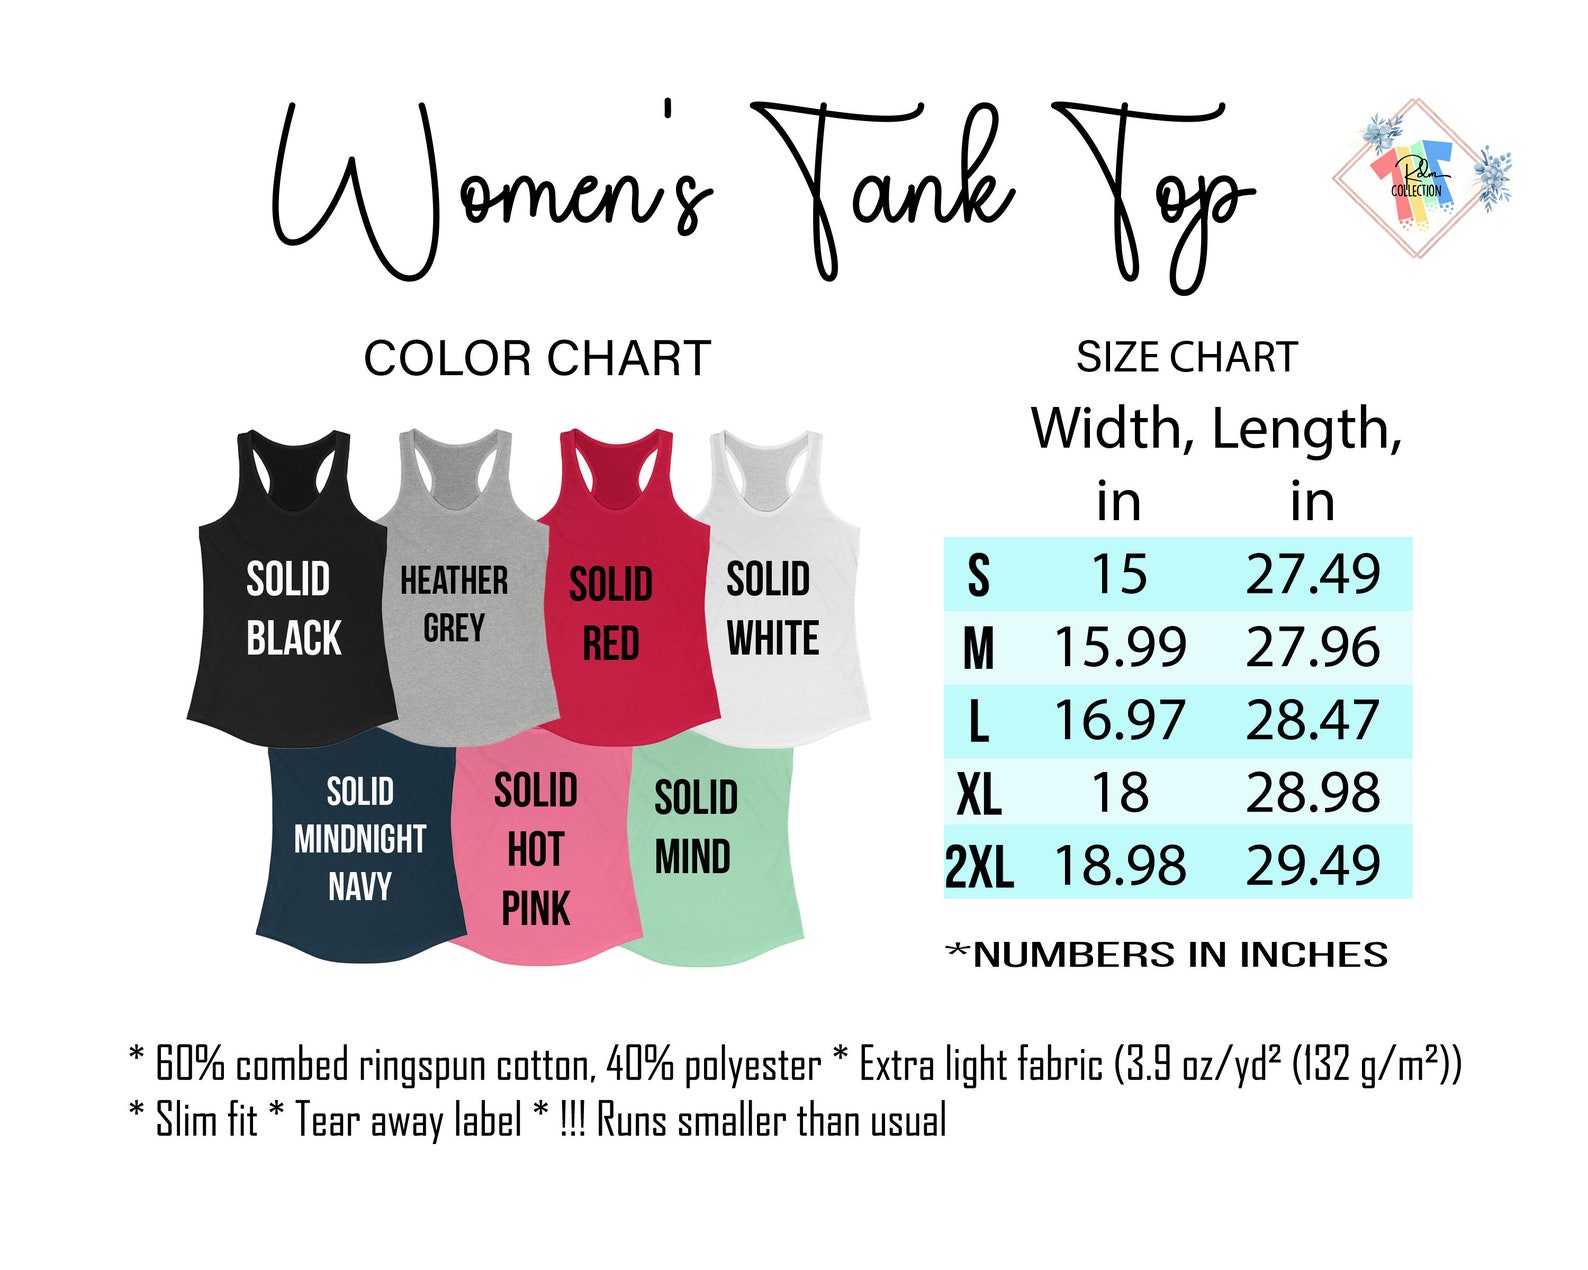 Women's Tank Top
Rdm
COLLECTION
COLOR CHART
SOLID
BLACK
HEATHER
GREY
SOLID
RED
SOLID
WHITE
SOLID
MINDNIGHT
NAVY
SOLID
HOT
PINK
SOLID
MIND
SIZE CHART
Width, Length,
in in
S 15 27.49
M 15.99 27.96
L 16.97 28.47
XL 18 28.98
2XL 18.98 29.49
*NUMBERS IN INCHES
* 60% combed ringspun cotton, 40% polyester * Extra light fabric (3.9 oz/yd² (132 g/m²))
* Slim fit * Tear away label * !!! Runs smaller than usual